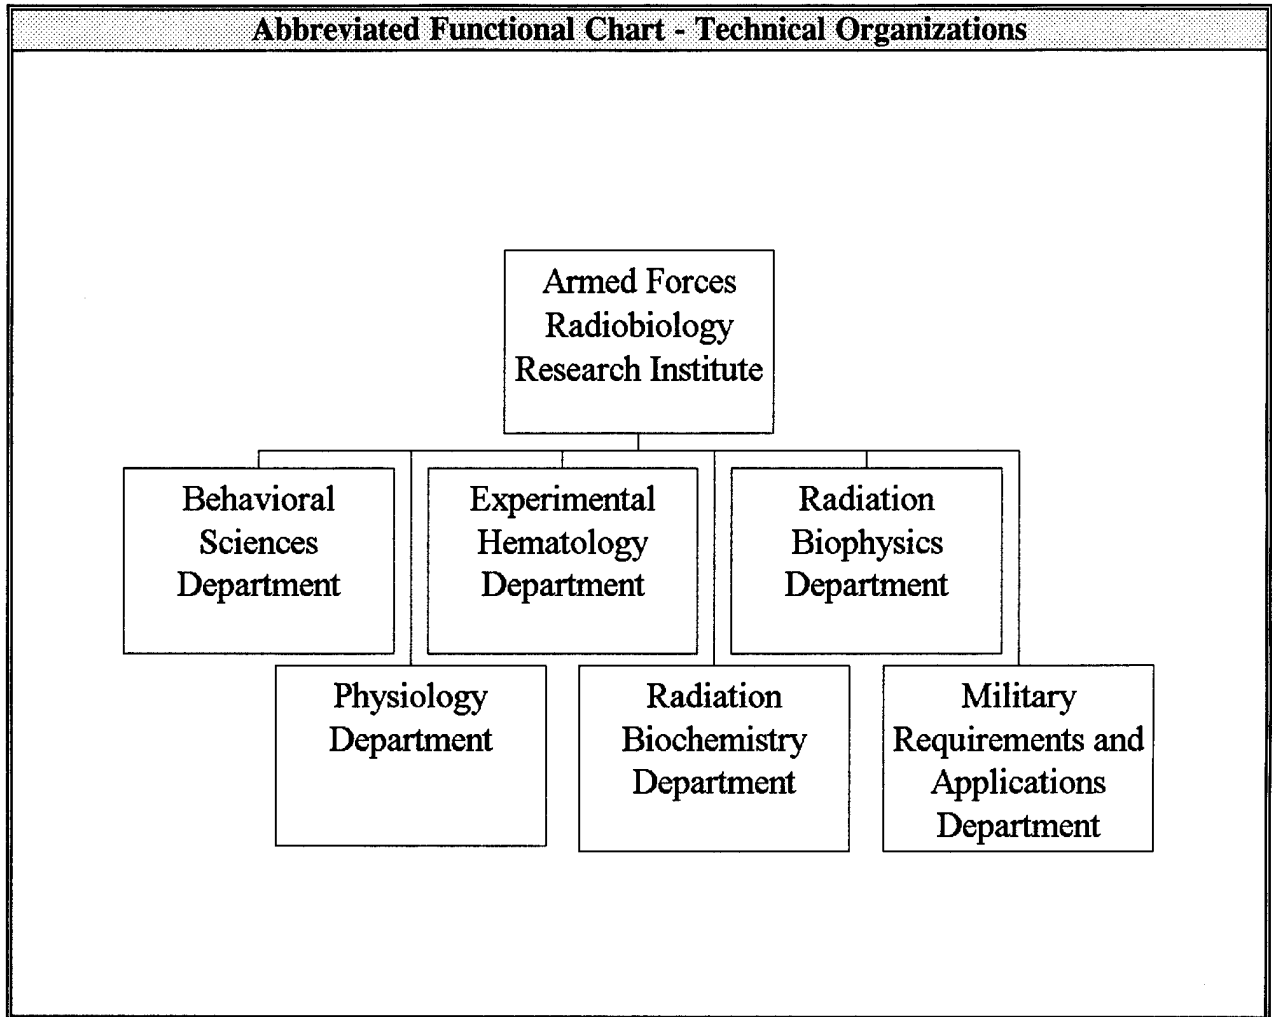 Abbreviated Functional Chart - Technical Organizations
Armed Forces
Radiobiology
Research Institute
Behavioral
Sciences
Department
Experimental
Hematology
Department
Radiation
Biophysics
Department
Physiology
Department
Radiation
Biochemistry
Department
Military
Requirements and
Applications
Department